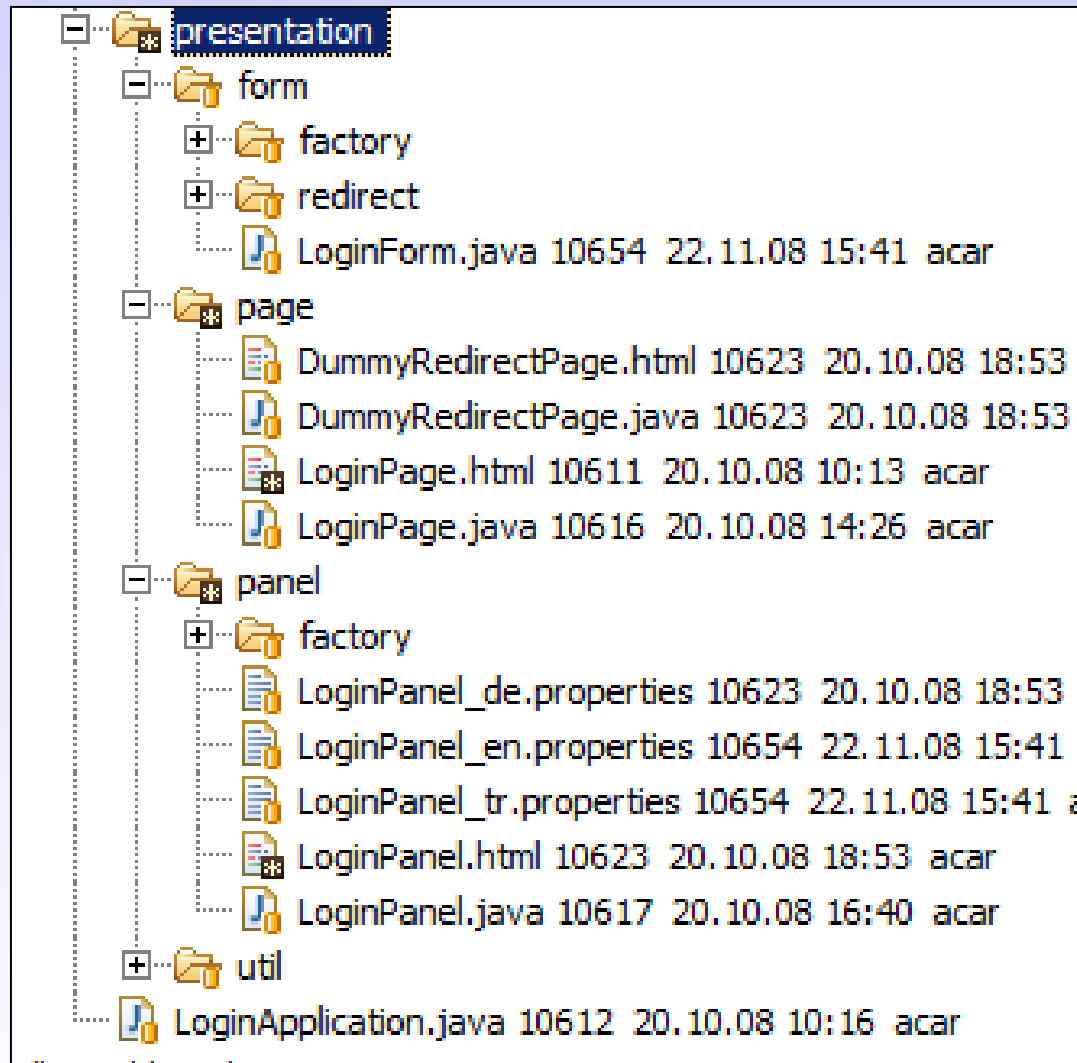 presentation
form
factory
redirect
LoginForm.java 10654 22.11.08 15:41 acar
page
DummyRedirectPage.html 10623 20.10.08 18:53
DummyRedirectPage.java 10623 20.10.08 18:53
LoginPage.html 10611 20.10.08 10:13 acar
LoginPage.java 10616 20.10.08 14:26 acar
panel
factory
LoginPanel_de.properties 10623 20.10.08 18:53
LoginPanel_en.properties 10654 22.11.08 15:41
LoginPanel_tr.properties 10654 22.11.08 15:41
LoginPanel.html 10623 20.10.08 18:53 acar
LoginPanel.java 10617 20.10.08 16:40 acar
util
LoginApplication.java 10612 20.10.08 10:16 acar